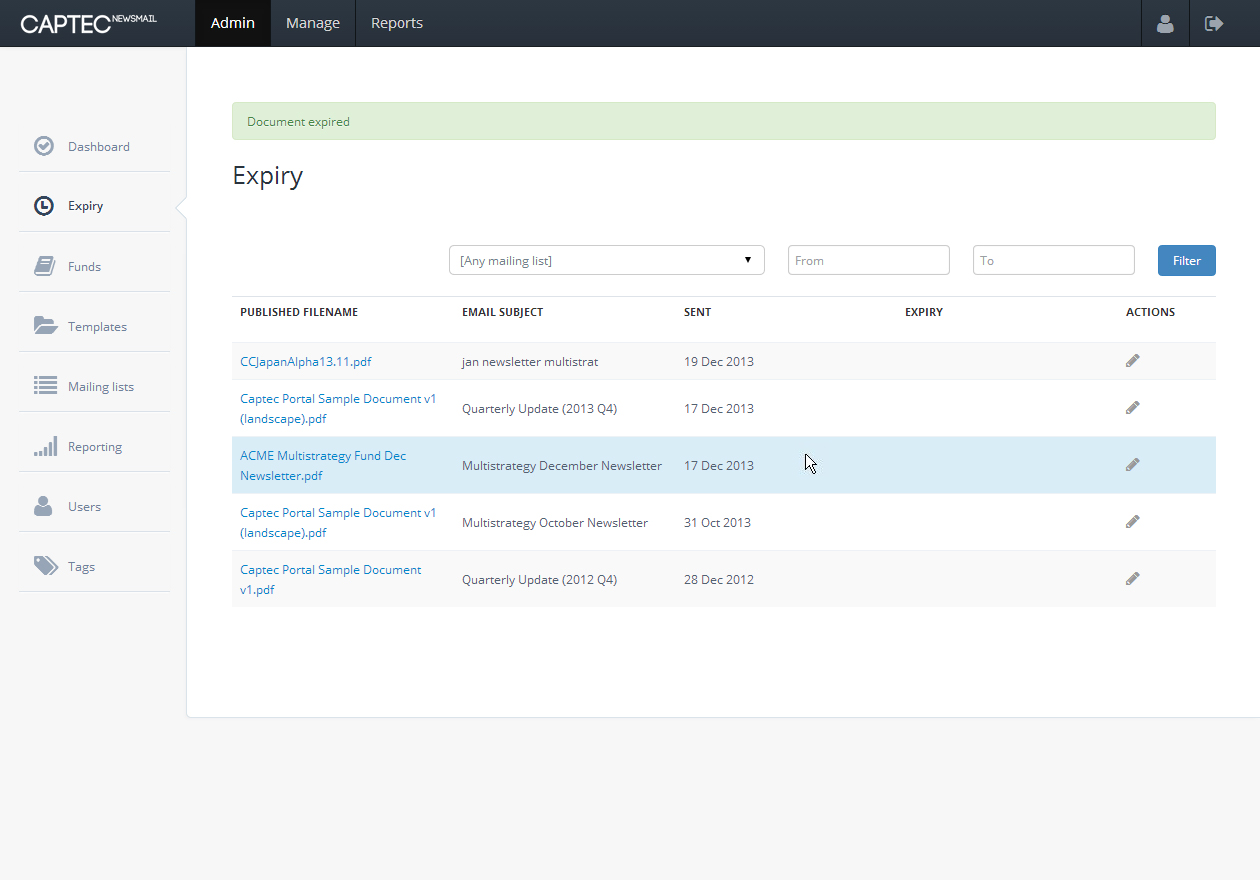 CAPTEC NEWSMAIL
Admin Manage Reports
Document expired
Dashboard
Expiry
Funds
Templates
Mailing lists
Reporting
Users
Tags
Expiry
[Any mailing list] From To Filter
PUBLISHED FILENAME EMAIL SUBJECT SENT EXPIRY ACTIONS
CCJapanAlpha13.11.pdf jan newsletter multistrat 19 Dec 2013
Captec Portal Sample Document v1
(landscape).pdf
Quarterly Update (2013 Q4) 17 Dec 2013
ACME Multistrategy Fund Dec
Newsletter.pdf
Multistrategy December Newsletter 17 Dec 2013
Captec Portal Sample Document v1
(landscape).pdf
Multistrategy October Newsletter 31 Oct 2013
Captec Portal Sample Document
v1.pdf
Quarterly Update (2012 Q4) 28 Dec 2012